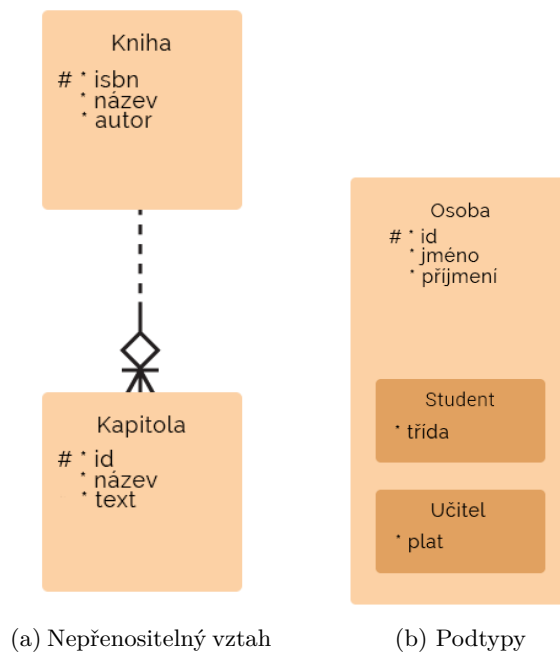 Kniha
# * isbn
* název
* autor
Kapitola
# * id
* název
* text
(a) Nepřenositelný vztah
Osoba
# * id
* jméno
* příjmení
Student
* třída
Učitel
* plat
(b) Podtypy